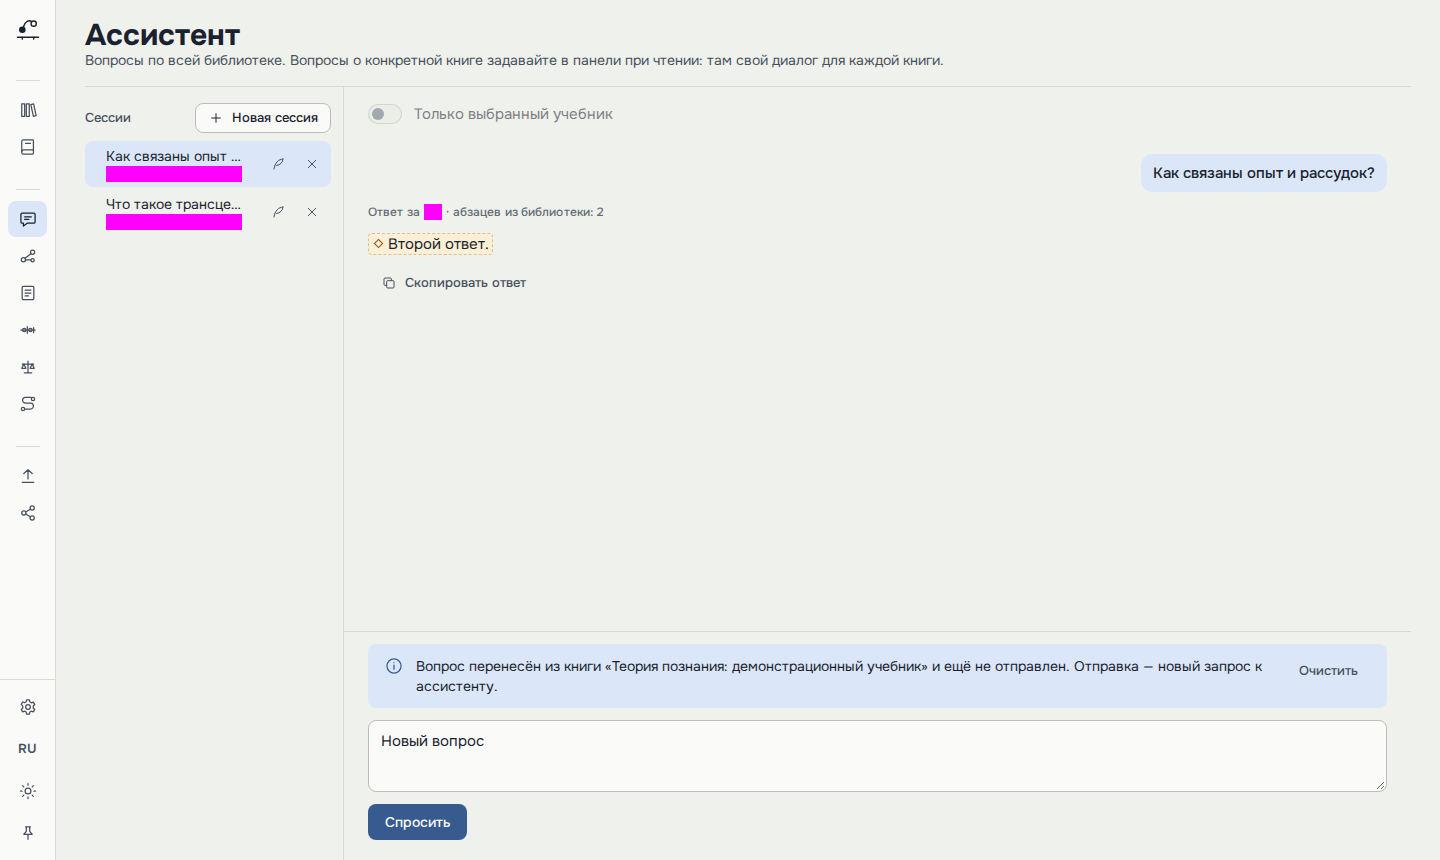 Ассистент
Вопросы по всей библиотеке. Вопросы о конкретной книге задавайте в панели при чтении: там свой диалог для каждой книги.
Сессии
Новая сессия
Как связаны опыт ...
Что такое трансце...
Только выбранный учебник
Как связаны опыт и рассудок?
Ответ за · абзацев из библиотеки: 2
Второй ответ.
Скопировать ответ
Вопрос перенесён из книги «Теория познания: демонстрационный учебник» и ещё не отправлен. Отправка — новый запрос к
ассистенту.
Очистить
Новый вопрос
Спросить
RU